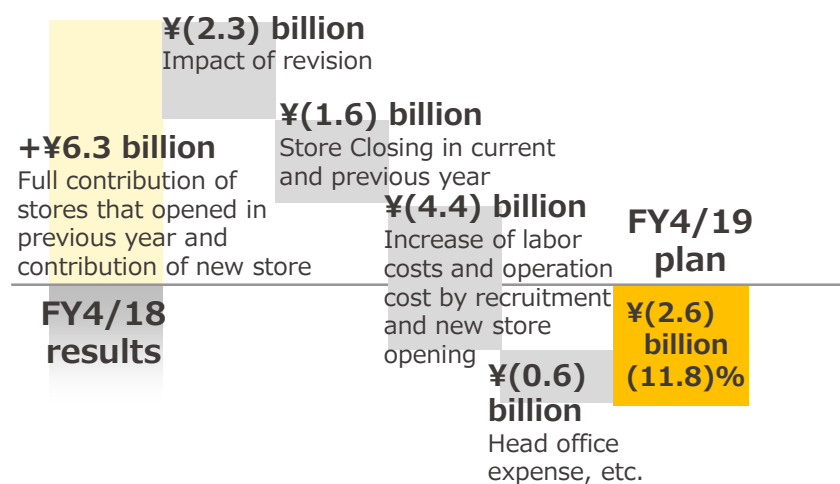 ¥(2.3) billion
Impact of revision
¥(1.6) billion
Store Closing in current
and previous year
+¥6.3 billion
Full contribution of
stores that opened in
previous year and
contribution of new store
¥(4.4) billion
Increase of labor
costs and operation
cost by recruitment
and new store
opening
FY4/19
plan
FY4/18
results
¥(2.6)
billion
(11.8)%
¥(0.6)
billion
Head office
expense, etc.